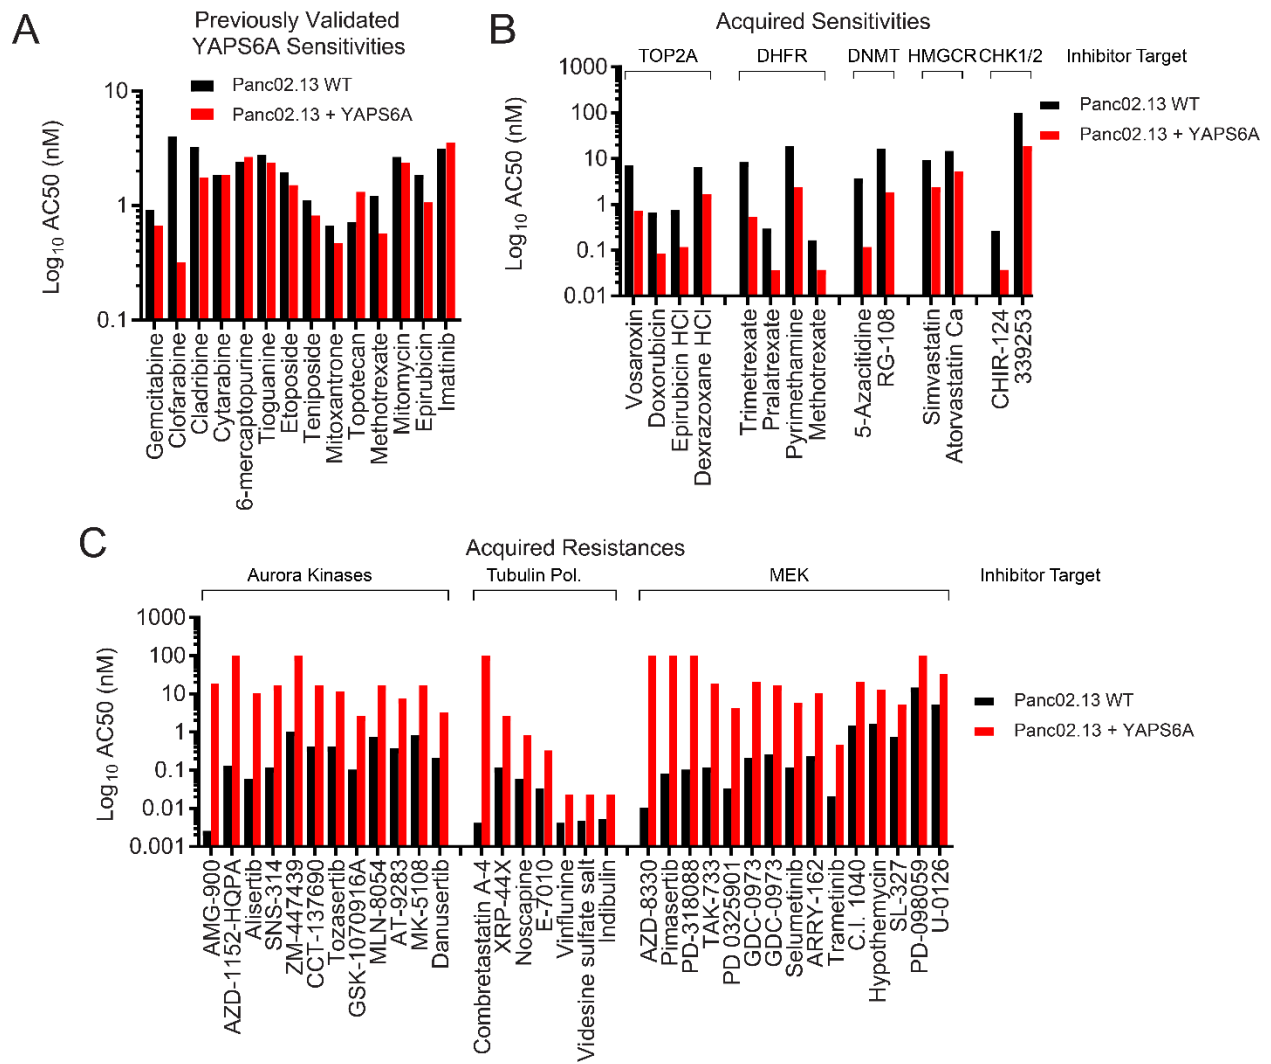 A
Previously Validated
YAPS6A Sensitivities
Panc02.13 WT
Panc02.13 + YAPS6A
Log10 AC50 (nM)
10
1
0.1
Gemcitabine
Clofarabine
Cladribine
Cytarabine
6-mercaptopurine
Tioguanine
Etoposide
Teniposide
Mitoxantrone
Topotecan
Methotrexate
Mitomycin
Epirubicin
Imatinib
B
Acquired Sensitivities
TOP2A DHFR DNMT HMGCR CHK1/2 Inhibitor Target
Panc02.13 WT
Panc02.13 + YAPS6A
Log10 AC50 (nM)
1000
100
10
1
0.1
0.01
Vosaroxin
Doxorubicin
Epirubicin HCl
Dexrazoxane HCl
Trimetrexate
Pralatrexate
Pyrimethamine
Methotrexate
5-Azacitidine
RG-108
Simvastatin
Atorvastatin Ca
CHIR-124
339253
C
Acquired Resistances
Aurora Kinases Tubulin Pol. MEK Inhibitor Target
Panc02.13 WT
Panc02.13 + YAPS6A
Log10 AC50 (nM)
1000
100
10
1
0.1
0.01
0.001
AMG-900
AZD-1152-HQPA
Alisertib
SNS-314
ZM-447439
CCT-137690
Tozasertib
GSK-1070916A
MLN-8054
AT-9283
MK-5108
Danusertib
Combretastatin A-4
XRP-44X
Noscapine
E-7010
Vinflunine
Videsine sulfate salt
Indibulin
AZD-8330
Pimasertib
PD-318088
TAK-733
PD 0325901
GDC-0973
GDC-0973
Selumetinib
ARRY-162
Trametinib
C.I. 1040
Hypothemycin
SL-327
PD-098059
U-0126